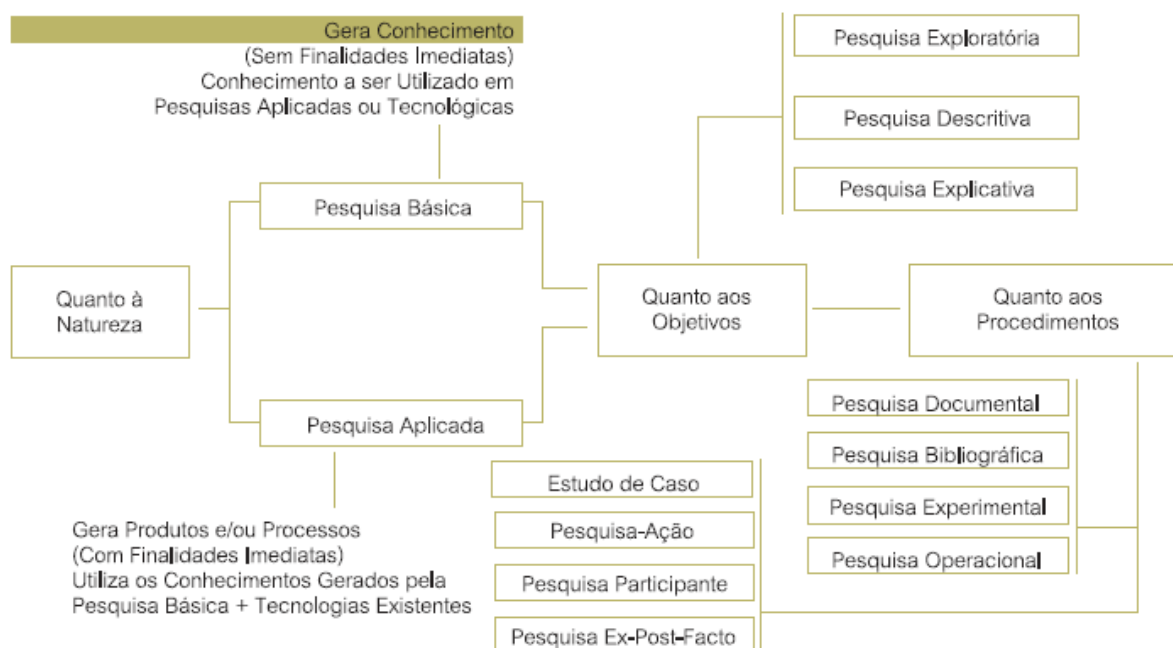 Gera Conhecimento
(Sem Finalidades Imediatas)
Conhecimento a ser Utilizado em
Pesquisas Aplicadas ou Tecnológicas
Pesquisa Exploratória
Pesquisa Descritiva
Pesquisa Explicativa
Pesquisa Básica
Quanto à
Natureza
Quanto aos
Objetivos
Quanto aos
Procedimentos
Pesquisa Aplicada
Gera Produtos e/ou Processos
(Com Finalidades Imediatas)
Utiliza os Conhecimentos Gerados pela
Pesquisa Básica + Tecnologias Existentes
Pesquisa Documental
Pesquisa Bibliográfica
Pesquisa Experimental
Pesquisa Operacional
Estudo de Caso
Pesquisa-Ação
Pesquisa Participante
Pesquisa Ex-Post-Facto